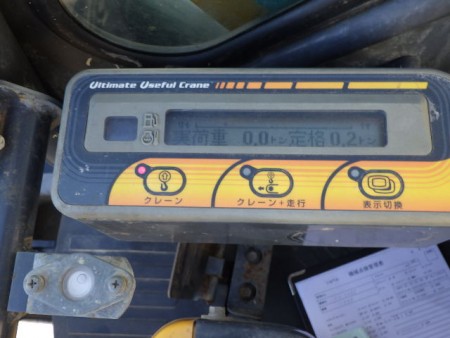 Ultimate Useful Crane
実荷重 0.0トン 定格 0.2トン
クレーン
クレーン+走行
表示切換